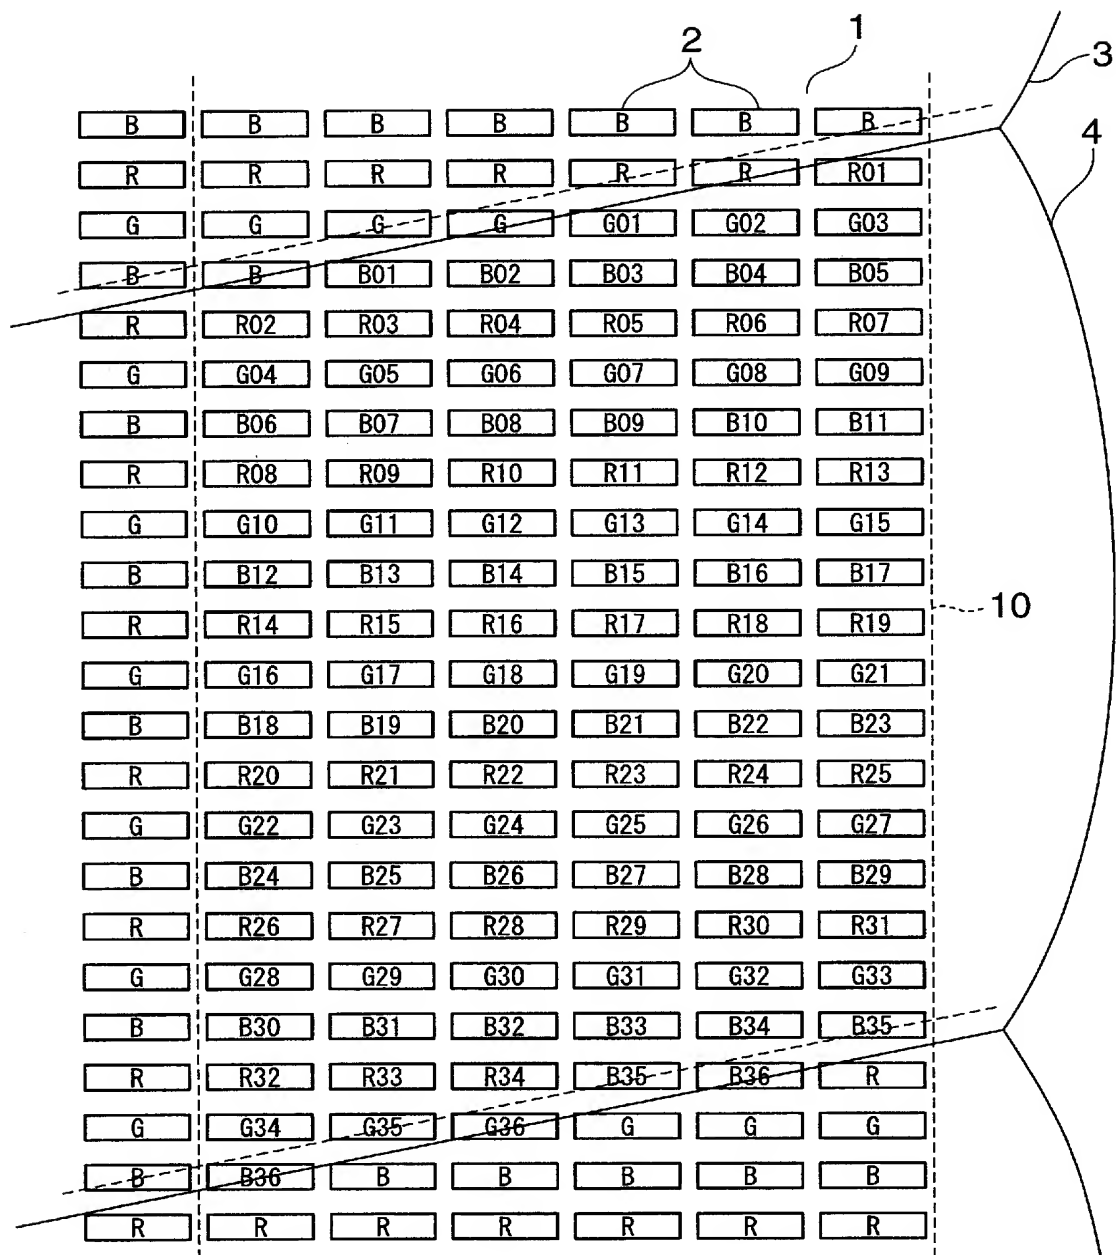 2 1 3
B B B B B B B
R R R R R R R01 4
G G G G G01 G02 G03
B B B01 B02 B03 B04 B05
R R02 R03 R04 R05 R06 R07
G G04 G05 G06 G07 G08 G09
B B06 B07 B08 B09 B10 B11
R R08 R09 R10 R11 R12 R13
G G10 G11 G12 G13 G14 G15
B B12 B13 B14 B15 B16 B17
R R14 R15 R16 R17 R18 R19 10
G G16 G17 G18 G19 G20 G21
B B18 B19 B20 B21 B22 B23
R R20 R21 R22 R23 R24 R25
G G22 G23 G24 G25 G26 G27
B B24 B25 B26 B27 B28 B29
R R26 R27 R28 R29 R30 R31
G G28 G29 G30 G31 G32 G33
B B30 B31 B32 B33 B34 B35
R R32 R33 R34 B35 B36 R
G G34 G35 G36 G G G
B B36 B B B B B
R R R R R R R